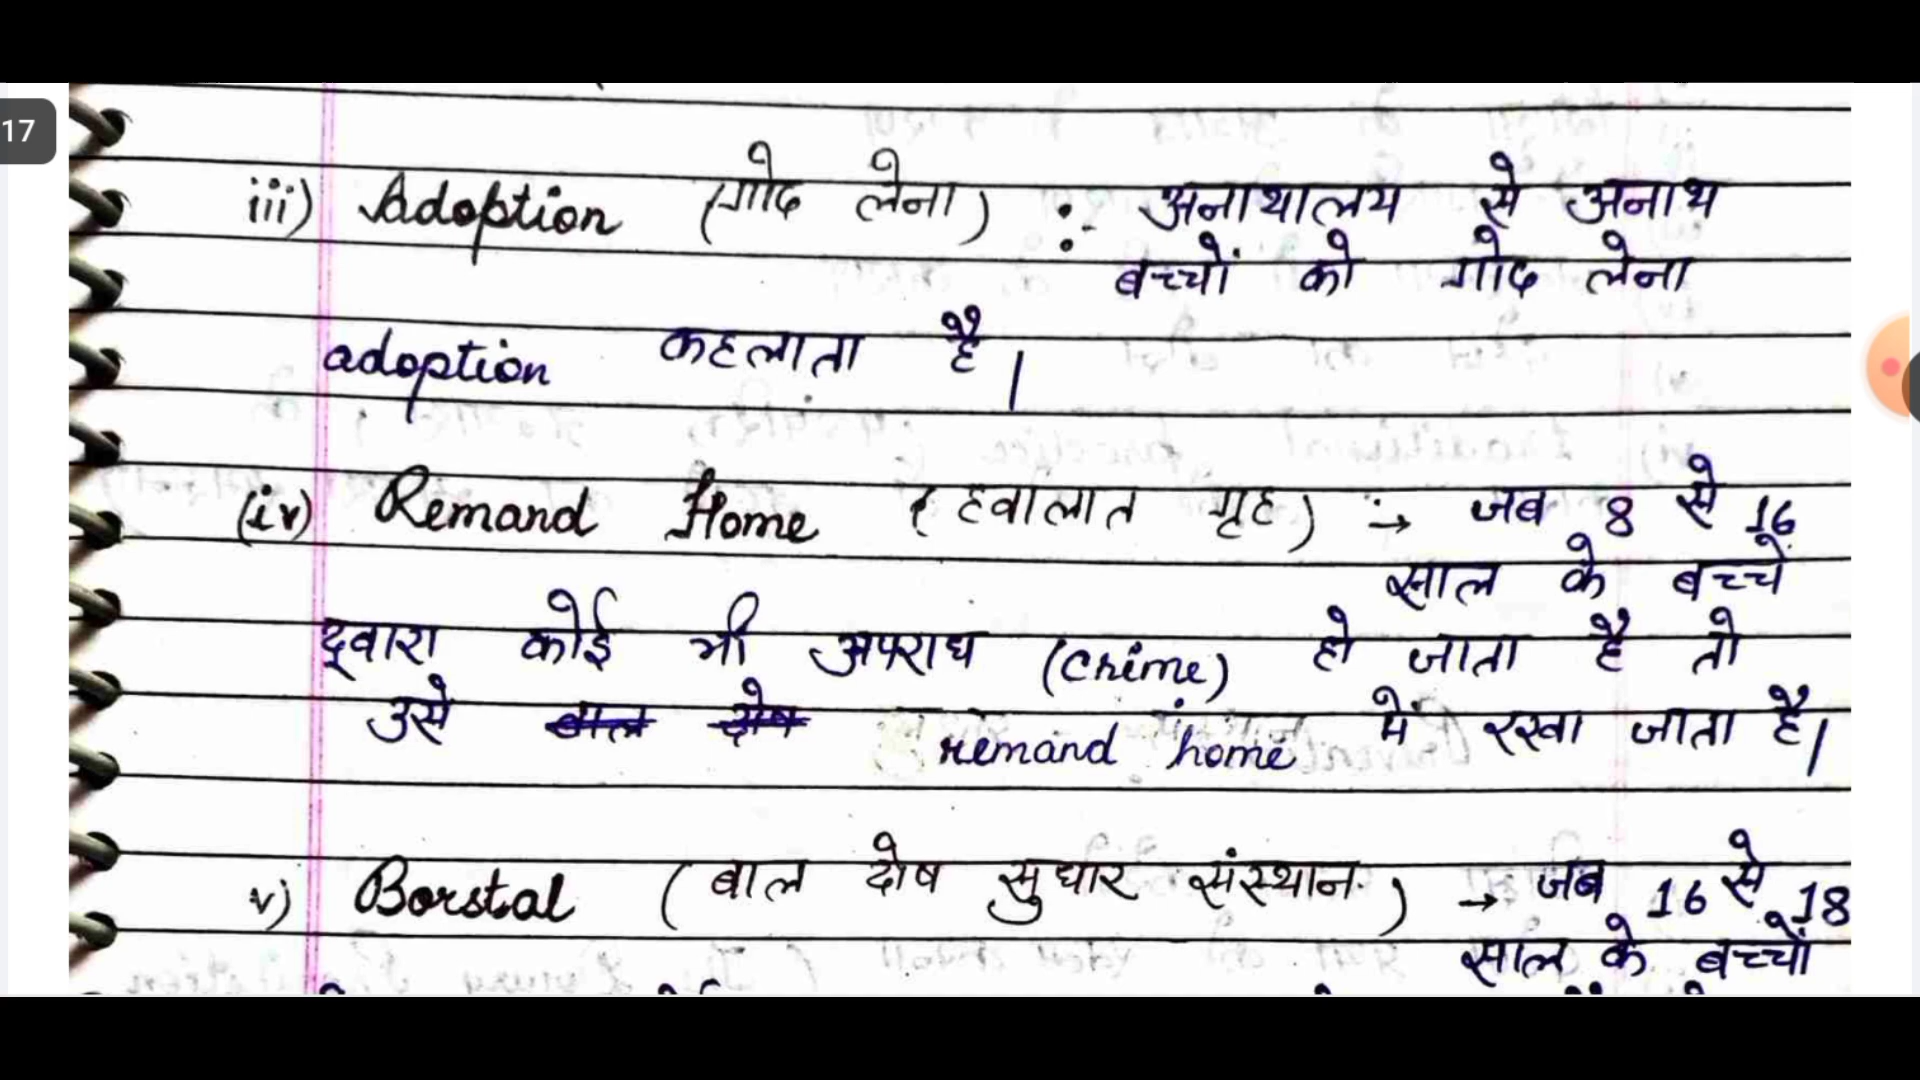 17
iii) Adoption (गोद लेना) : अनाथालय से अनाथ
बच्चों को गोद लेना
adoption कहलाता है।
(iv) Remand Home (हवालात गृह) :→ जब 8 से 16
साल के बच्चें
द्वारा कोई भी अपराध (Crime) हो जाता है तो
उसे बाल दोष remand home में रखा जाता है।
v) Borstal (बाल दोष सुधार संस्थान) → जब 16 से 18
साल के बच्चों